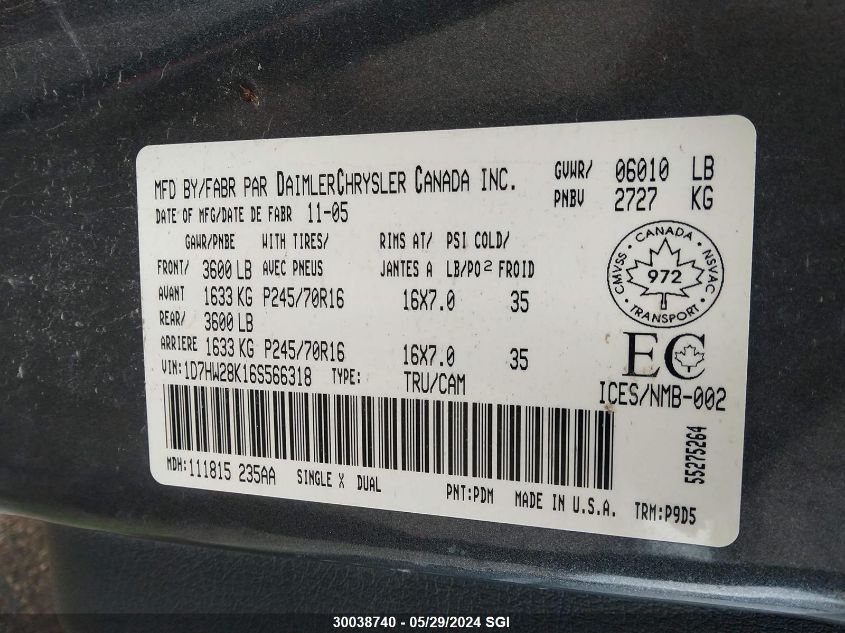 MFD BY/FABR PAR DAIMLERCHRYSLER CANADA INC.
DATE OF MFG/DATE DE FABR 11-05
GVWR/ 06010 LB
PNBV 2727 KG
GAWR/PNBE WITH TIRES/ RIMS AT/ PSI COLD/
FRONT/ 3600 LB AVEC PNEUS JANTES A LB/PO² FROID
AVANT 1633 KG P245/70R16 16X7.0 35
REAR/ 3600 LB
ARRIERE 1633 KG P245/70R16 16X7.0 35
VIN:1D7HW28K16S566318 TYPE: TRU/CAM
CANADA
CMVSS 972 NSVAC
TRANSPORT
EC
ICES/NMB-002
55275264
MDH:111815 235AA SINGLE X DUAL
PNT:PDM MADE IN U.S.A. TRM:P9D5
30038740 - 05/29/2024 SGI